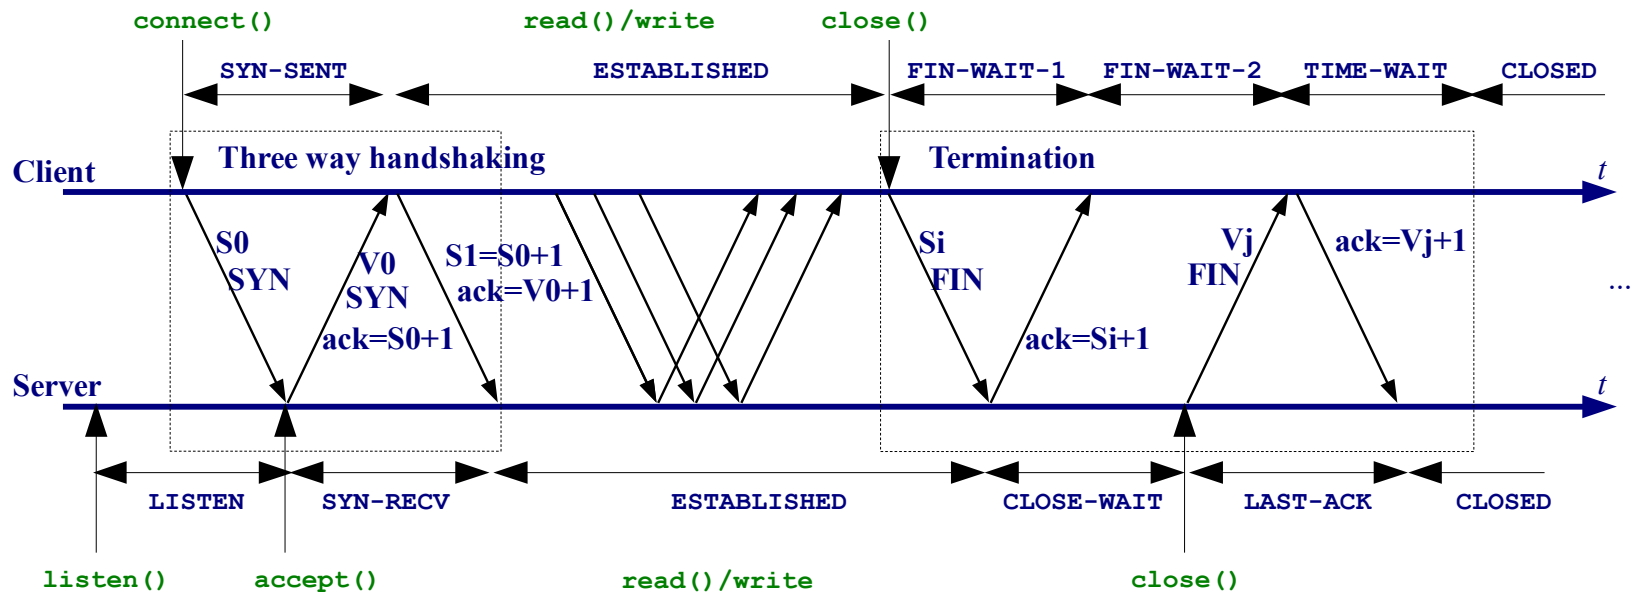 connect() read()/write close()
SYN-SENT ESTABLISHED FIN-WAIT-1 FIN-WAIT-2 TIME-WAIT CLOSED
Three way handshaking Termination
Client t
S0
SYN
V0
SYN
ack=S0+1
S1=S0+1
ack=V0+1
Si
FIN
ack=Si+1
Vj
FIN
ack=Vj+1
...
Server t
LISTEN SYN-RECV ESTABLISHED CLOSE-WAIT LAST-ACK CLOSED
listen() accept() read()/write close()